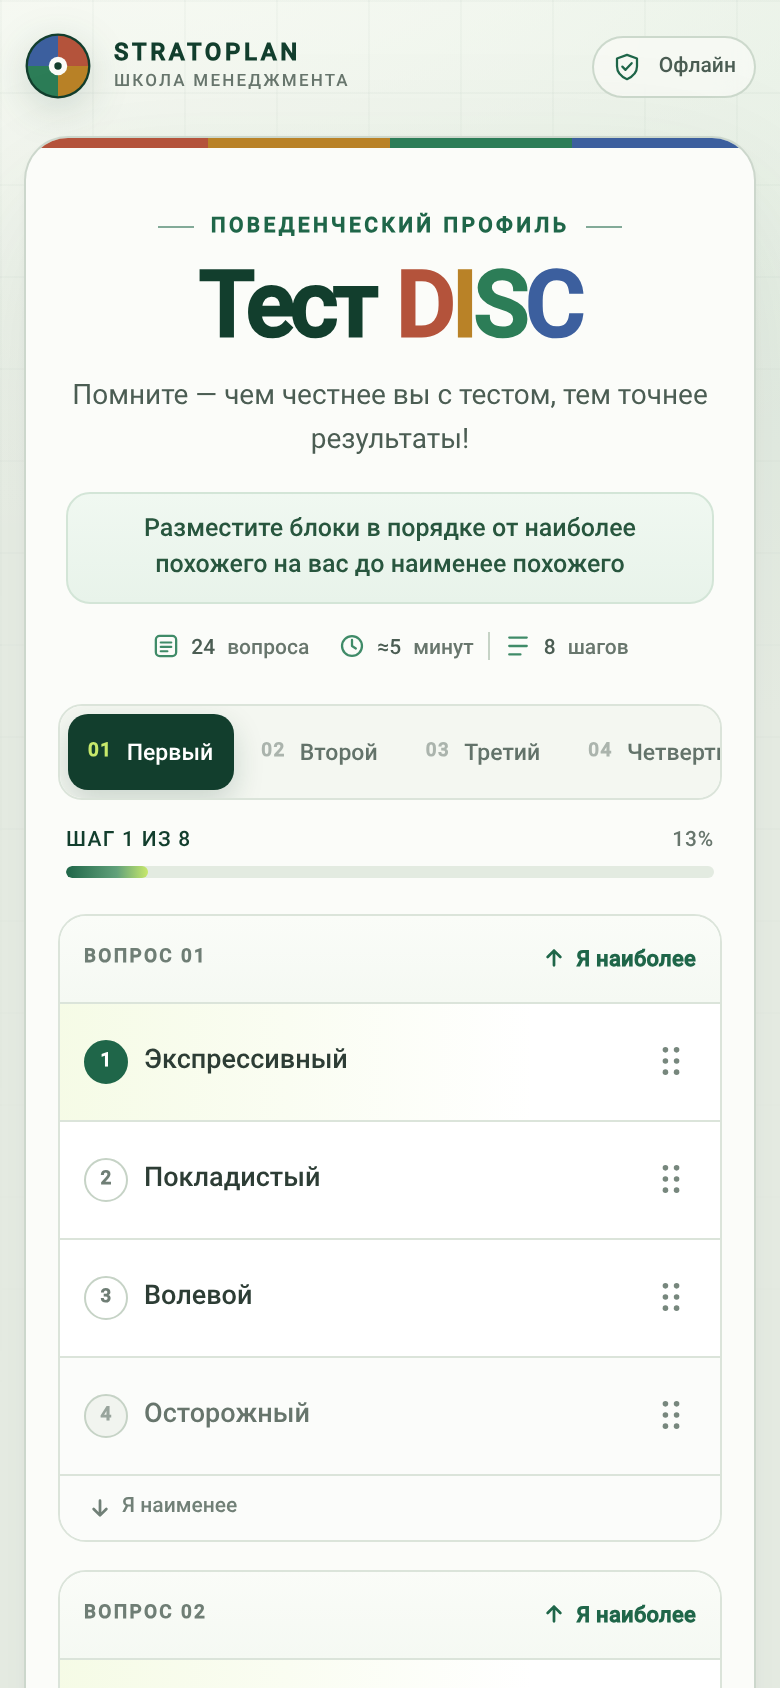 STRATOPLAN
ШКОЛА МЕНЕДЖМЕНТА
Офлайн
ПОВЕДЕНЧЕСКИЙ ПРОФИЛЬ
Тест DISC
Помните — чем честнее вы с тестом, тем точнее
результаты!
Разместите блоки в порядке от наиболее
похожего на вас до наименее похожего
24 вопроса ≈5 минут 8 шагов
01 Первый 02 Второй 03 Третий 04 Четверт
ШАГ 1 ИЗ 8 13%
ВОПРОС 01 ↑ Я наиболее
1 Экспрессивный
2 Покладистый
3 Волевой
4 Осторожный
↓ Я наименее
ВОПРОС 02 ↑ Я наиболее